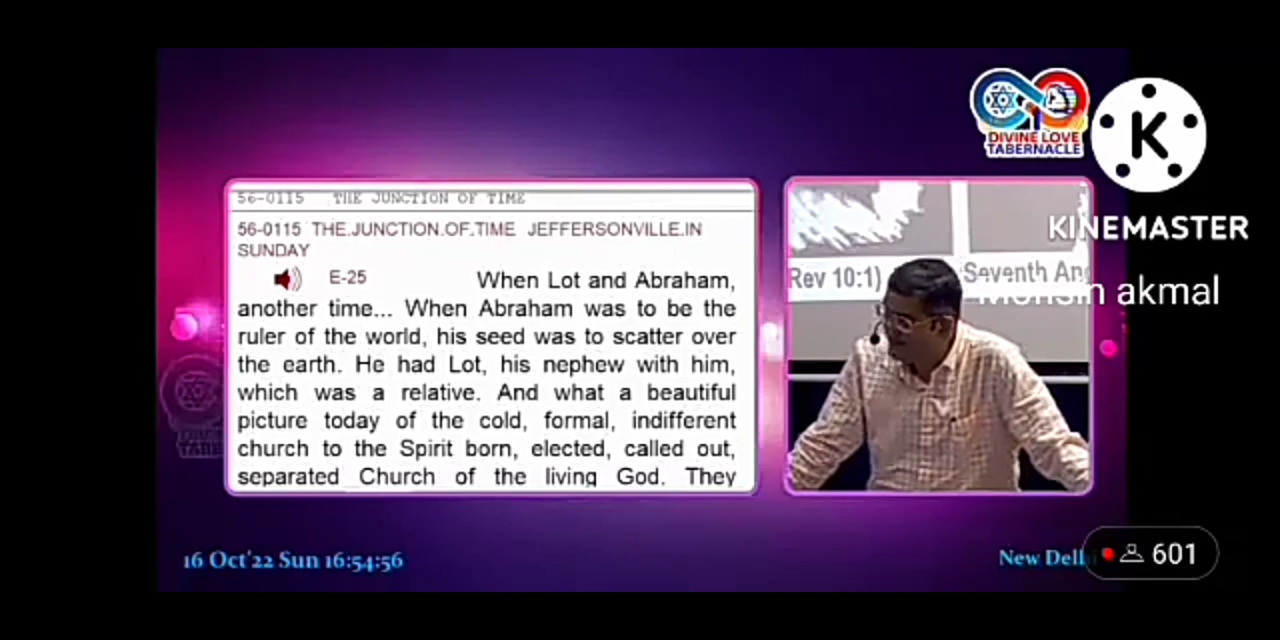 DIVINE LOVE
TABERNACLE
K
KINEMASTER
Mohsin akmal
56-0115 THE JUNCTION OF TIME
56-0115 THE.JUNCTION.OF.TIME JEFFERSONVILLE.IN
SUNDAY
E-25 When Lot and Abraham,
another time... When Abraham was to be the
ruler of the world, his seed was to scatter over
the earth. He had Lot, his nephew with him,
which was a relative. And what a beautiful
picture today of the cold, formal, indifferent
church to the Spirit born, elected, called out,
separated Church of the living God. They
Rev 10:1)
Seventh Ang
16 Oct'22 Sun 16:54:56
New Delhi
601